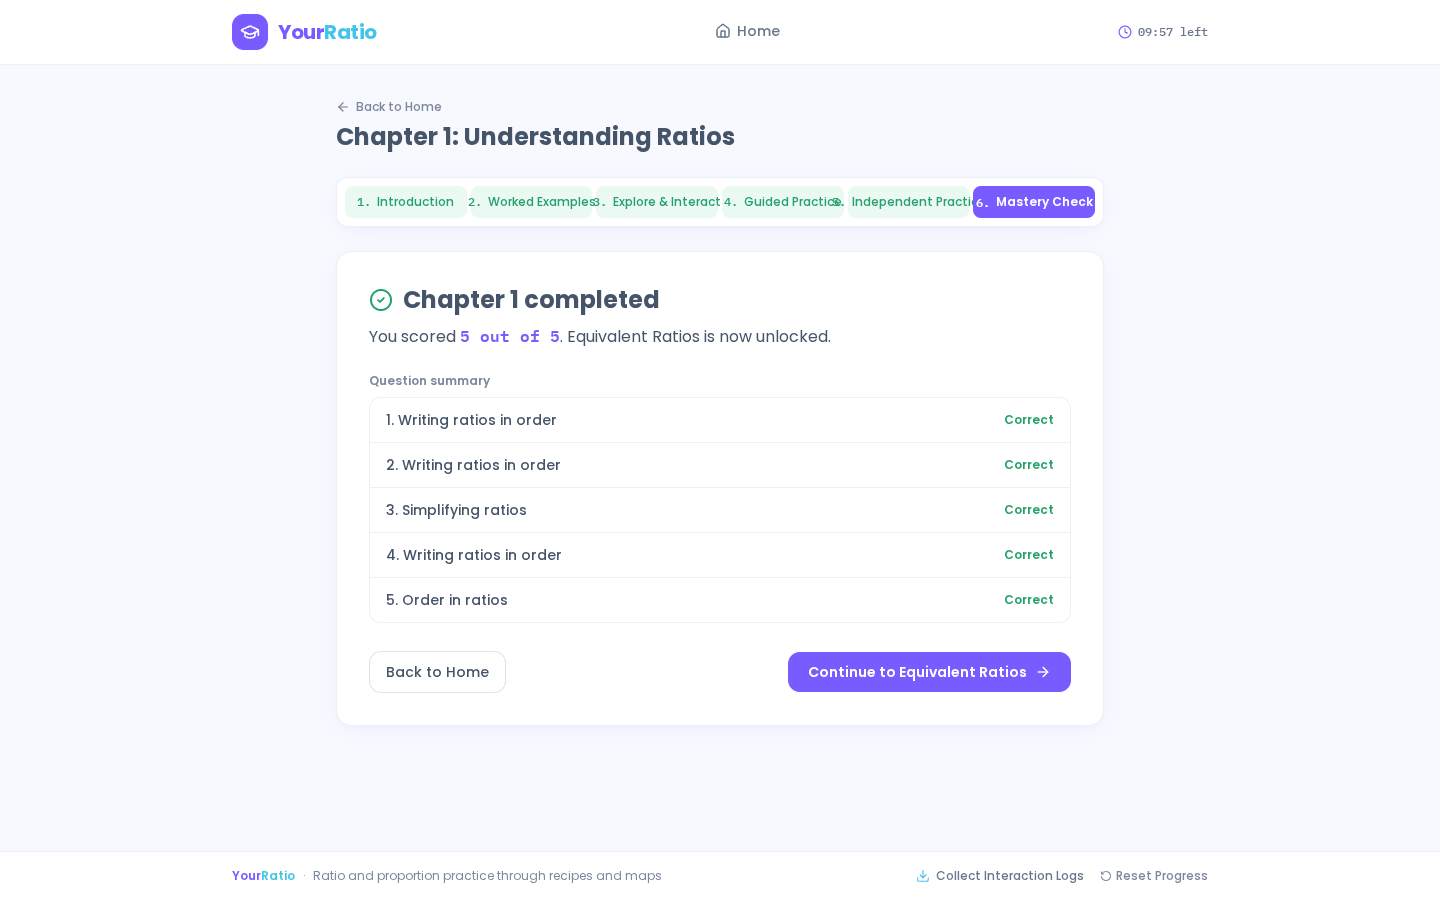 YourRatio
Home
09:57 left
Back to Home
Chapter 1: Understanding Ratios
1. Introduction
2. Worked Examples
3. Explore & Interact
4. Guided Practice
5. Independent Practi
6. Mastery Check
Chapter 1 completed
You scored 5 out of 5. Equivalent Ratios is now unlocked.
Question summary
1. Writing ratios in order Correct
2. Writing ratios in order Correct
3. Simplifying ratios Correct
4. Writing ratios in order Correct
5. Order in ratios Correct
Back to Home
Continue to Equivalent Ratios
YourRatio · Ratio and proportion practice through recipes and maps
Collect Interaction Logs
Reset Progress